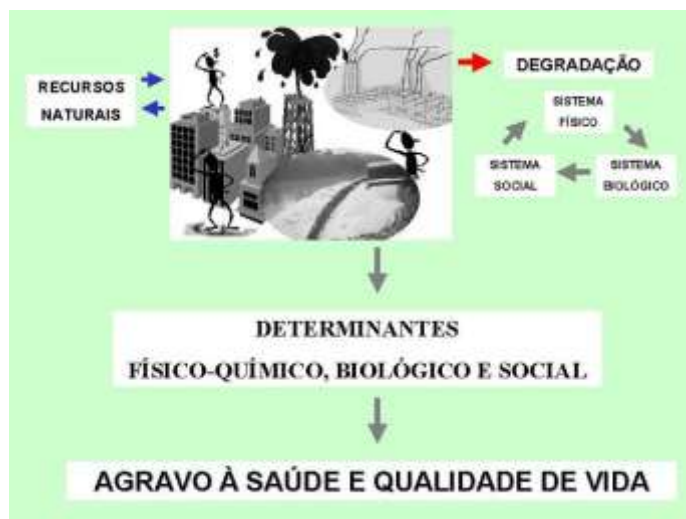 RECURSOS
NATURAIS
$
DEGRADAÇÃO
SISTEMA
FÍSICO
SISTEMA
SOCIAL
SISTEMA
BIOLÓGICO
DETERMINANTES
FÍSICO-QUÍMICO, BIOLÓGICO E SOCIAL
AGRAVO À SAÚDE E QUALIDADE DE VIDA